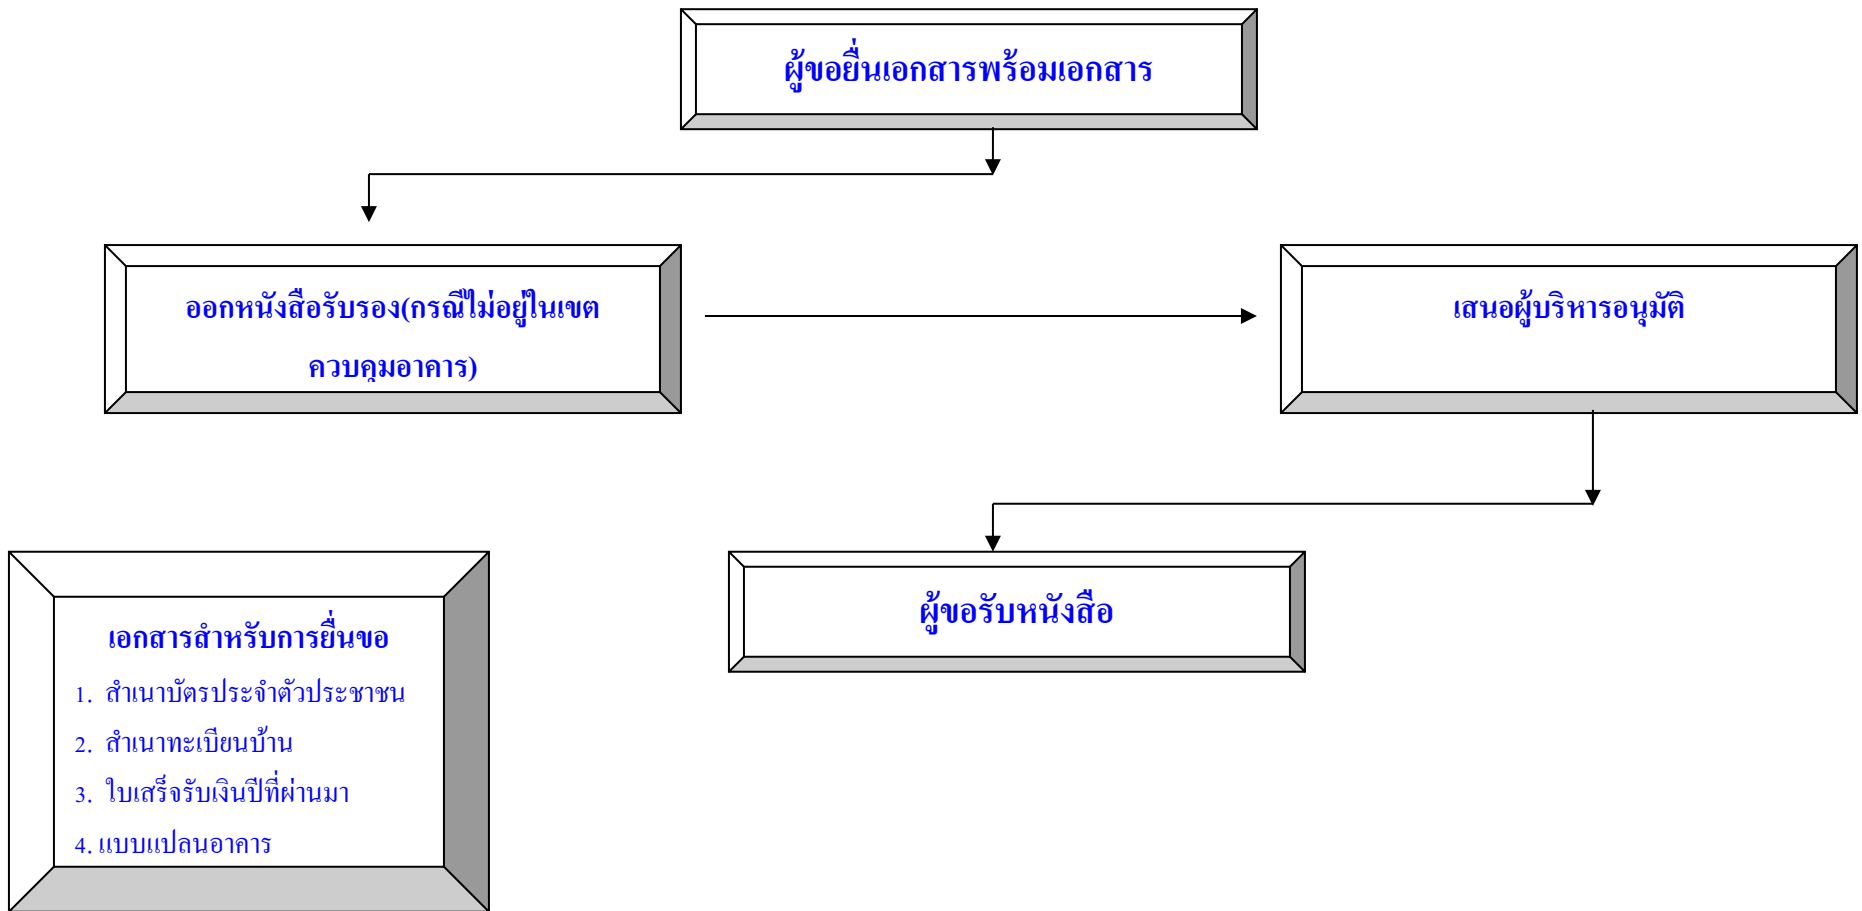 ผู้ขอยื่นเอกสารพร้อมเอกสาร
ออกหนังสือรับรอง(กรณีไม่อยู่ในเขต
ควบคุมอาคาร)
เสนอผู้บริหารอนุมัติ
ผู้ขอรับหนังสือ
เอกสารสำหรับการยื่นขอ
1. สำเนาบัตรประจำตัวประชาชน
2. สำเนาทะเบียนบ้าน
3. ใบเสร็จรับเงินปีที่ผ่านมา
4. แบบแปลนอาคาร